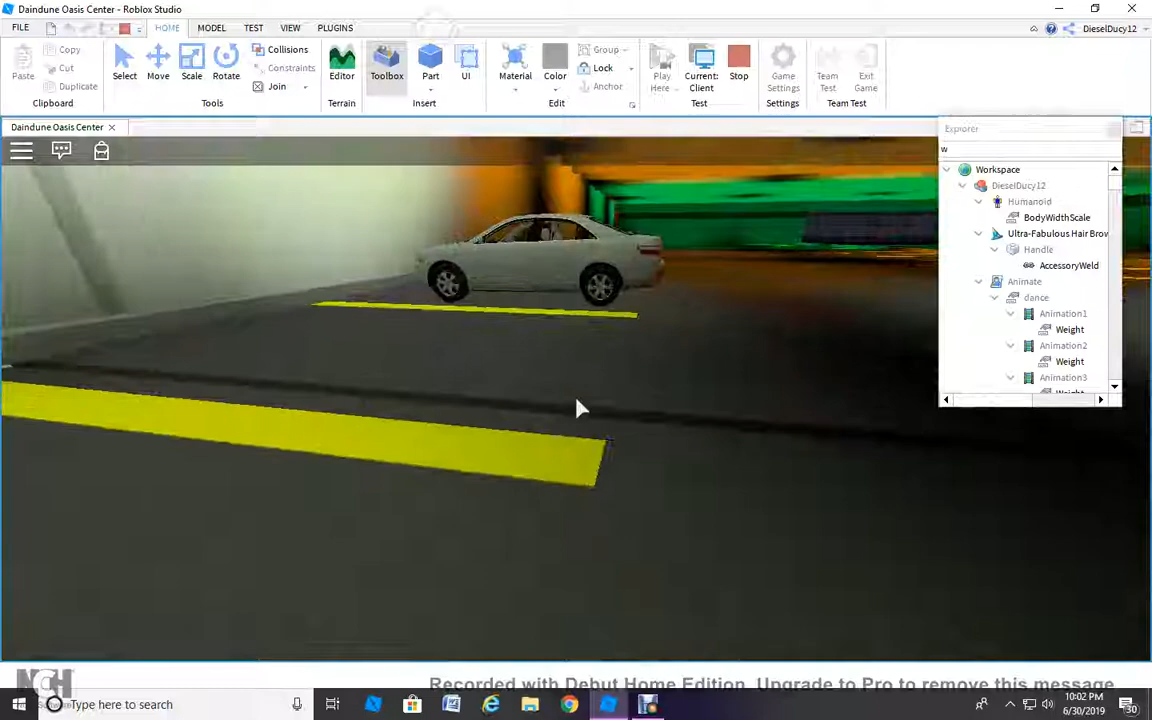 Daindune Oasis Center - Roblox Studio
FILE HOME MODEL TEST VIEW PLUGINS DieselDucy12
Paste Copy Cut Duplicate Clipboard
Select Move Scale Rotate Collisions Constraints Join Tools
Editor Terrain
Toolbox Part UI Insert
Material Color Group Lock Anchor Edit
Play Here Current: Client Stop Test
Game Settings Settings
Team Test Exit Game Team Test
Daindune Oasis Center
Explorer
w
Workspace
DieselDucy12
Humanoid
BodyWidthScale
Ultra-Fabulous Hair Brow
Handle
AccessoryWeld
Animate
dance
Animation1
Weight
Animation2
Weight
Animation3
Weight
NCH
Recorded with Debut Home Edition. Upgrade to Pro to remove this message
Type here to search
10:02 PM
6/30/2019
30